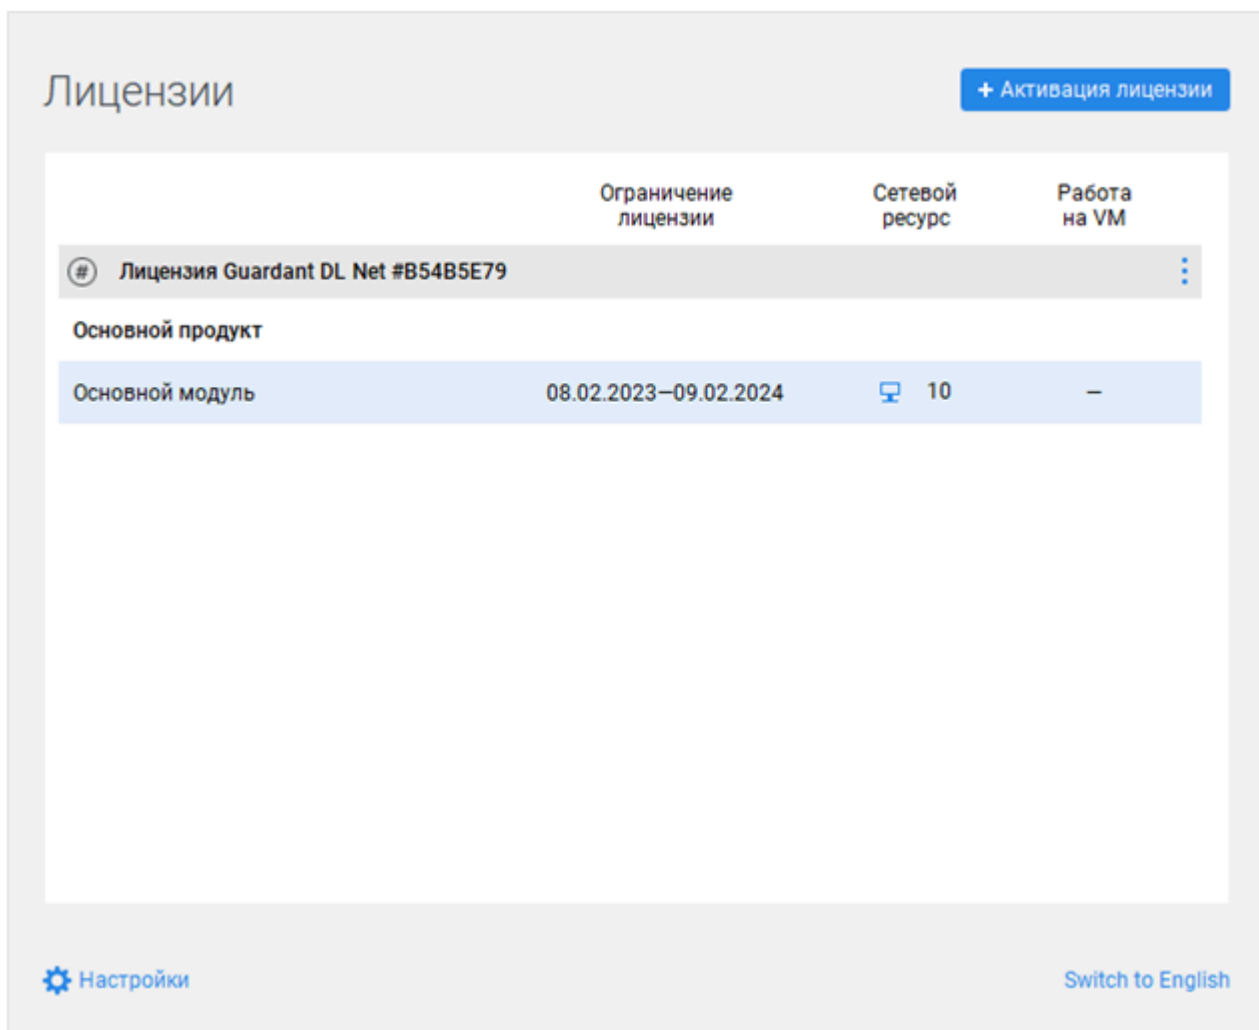 Лицензии
+ Активация лицензии
Ограничение
лицензии
Сетевой
ресурс
Работа
на VM
# Лицензия Guardant DL Net #B54B5E79
Основной продукт
Основной модуль 08.02.2023—09.02.2024 10 —
Настройки
Switch to English